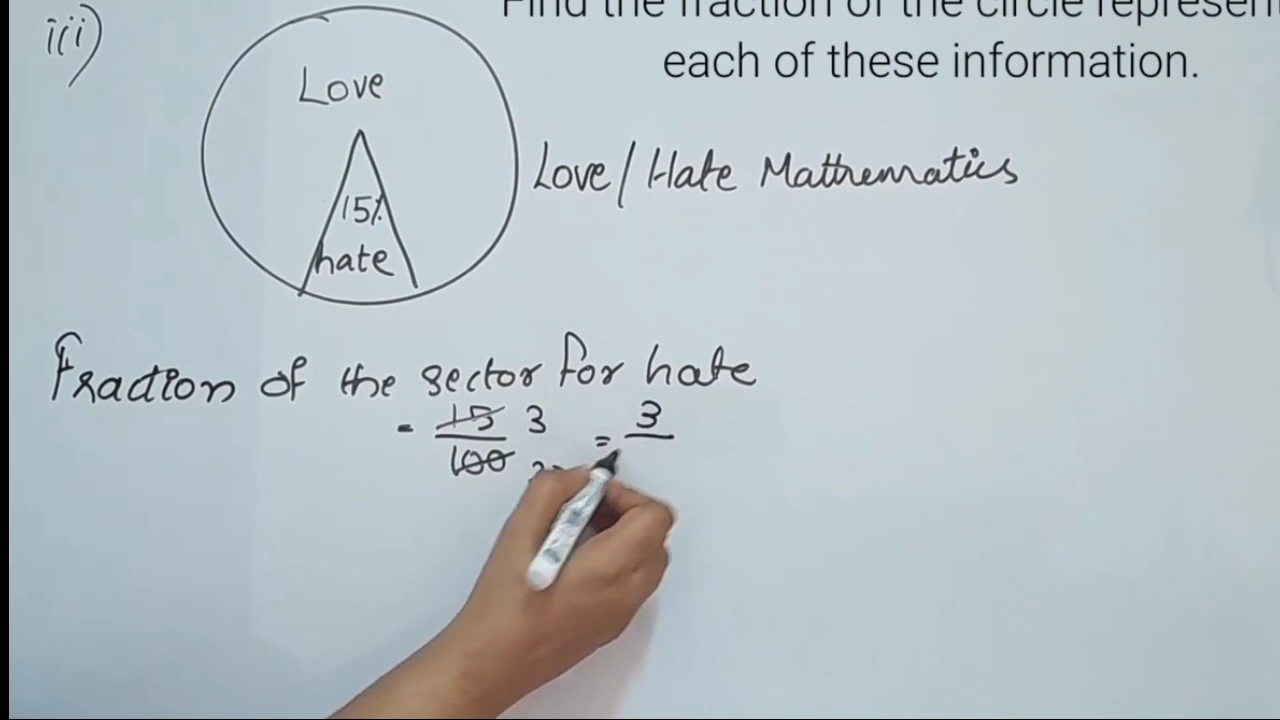 Find the fraction of the circle represent
each of these information.
iii)
Love
15%
hate
Love/Hate Mathematics
Fraction of the sector for hate
= 15 3 = 3
100